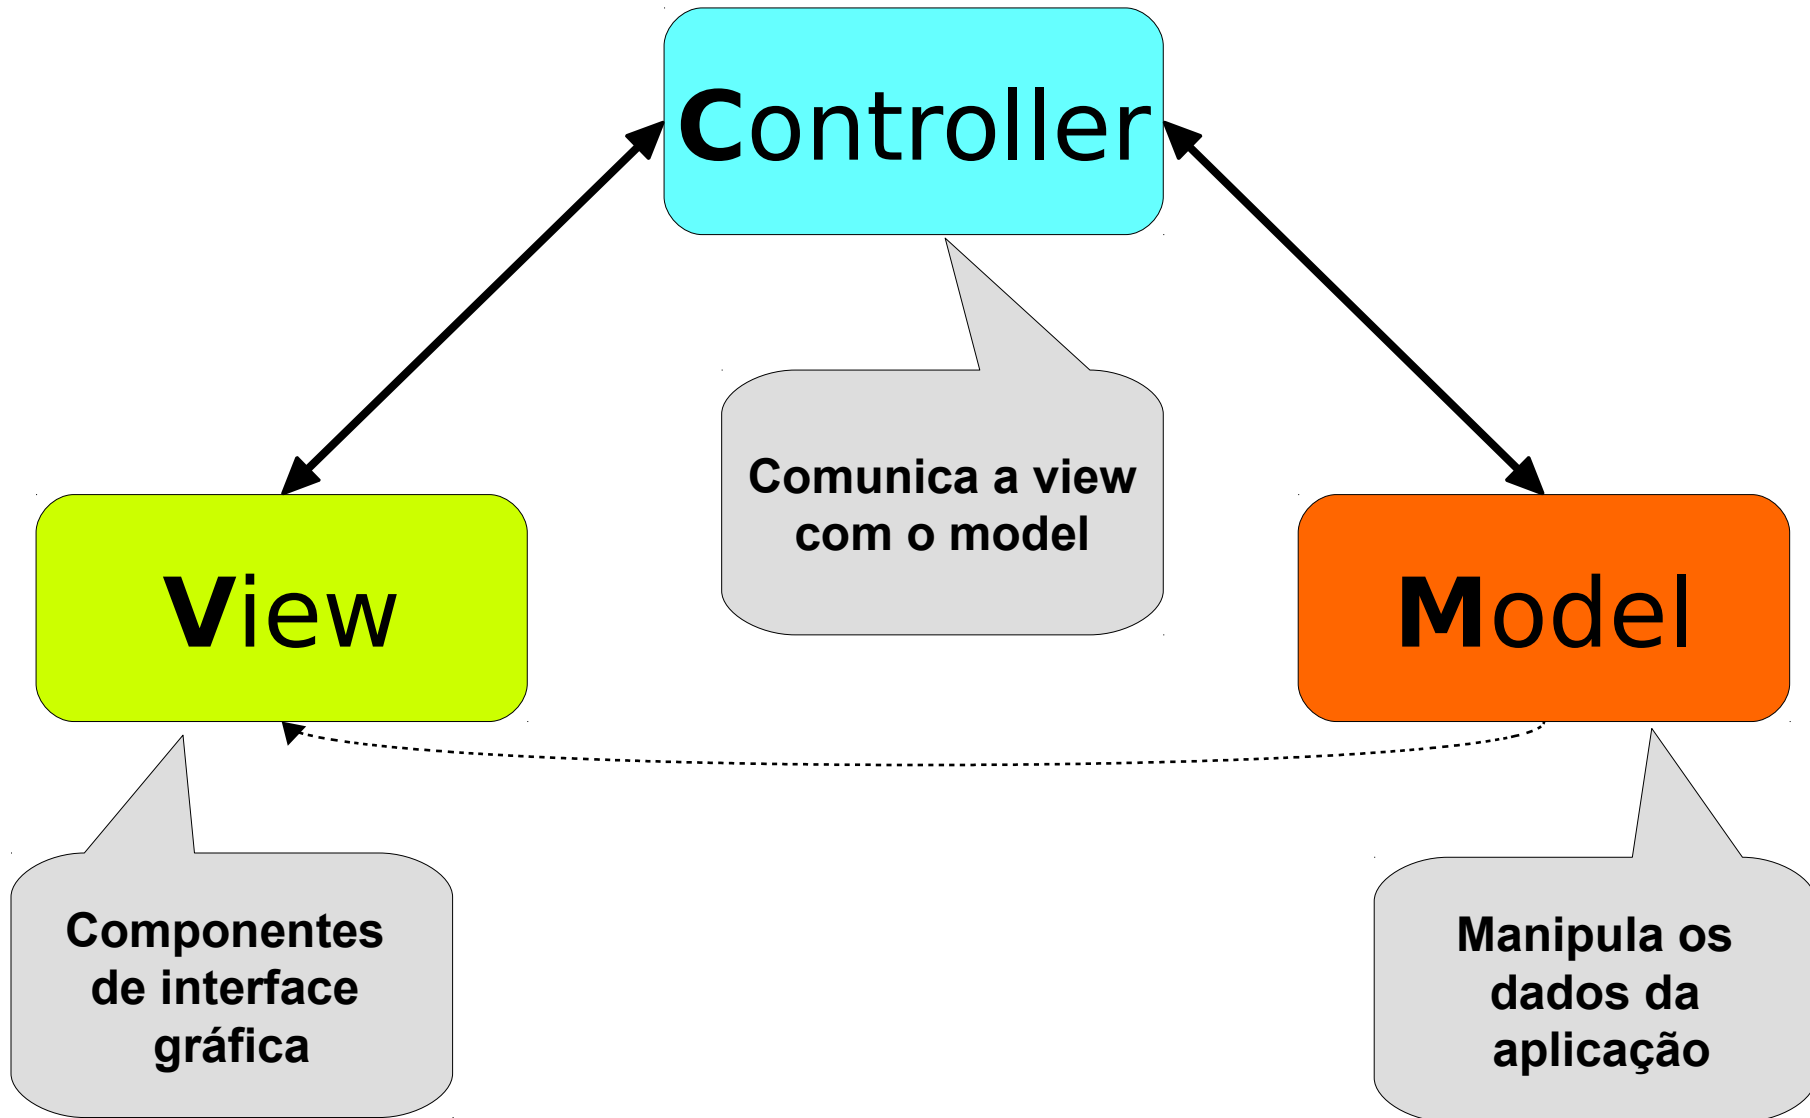 Controller
Comunica a view
com o model
View
Model
Componentes
de interface
gráfica
Manipula os
dados da
aplicação